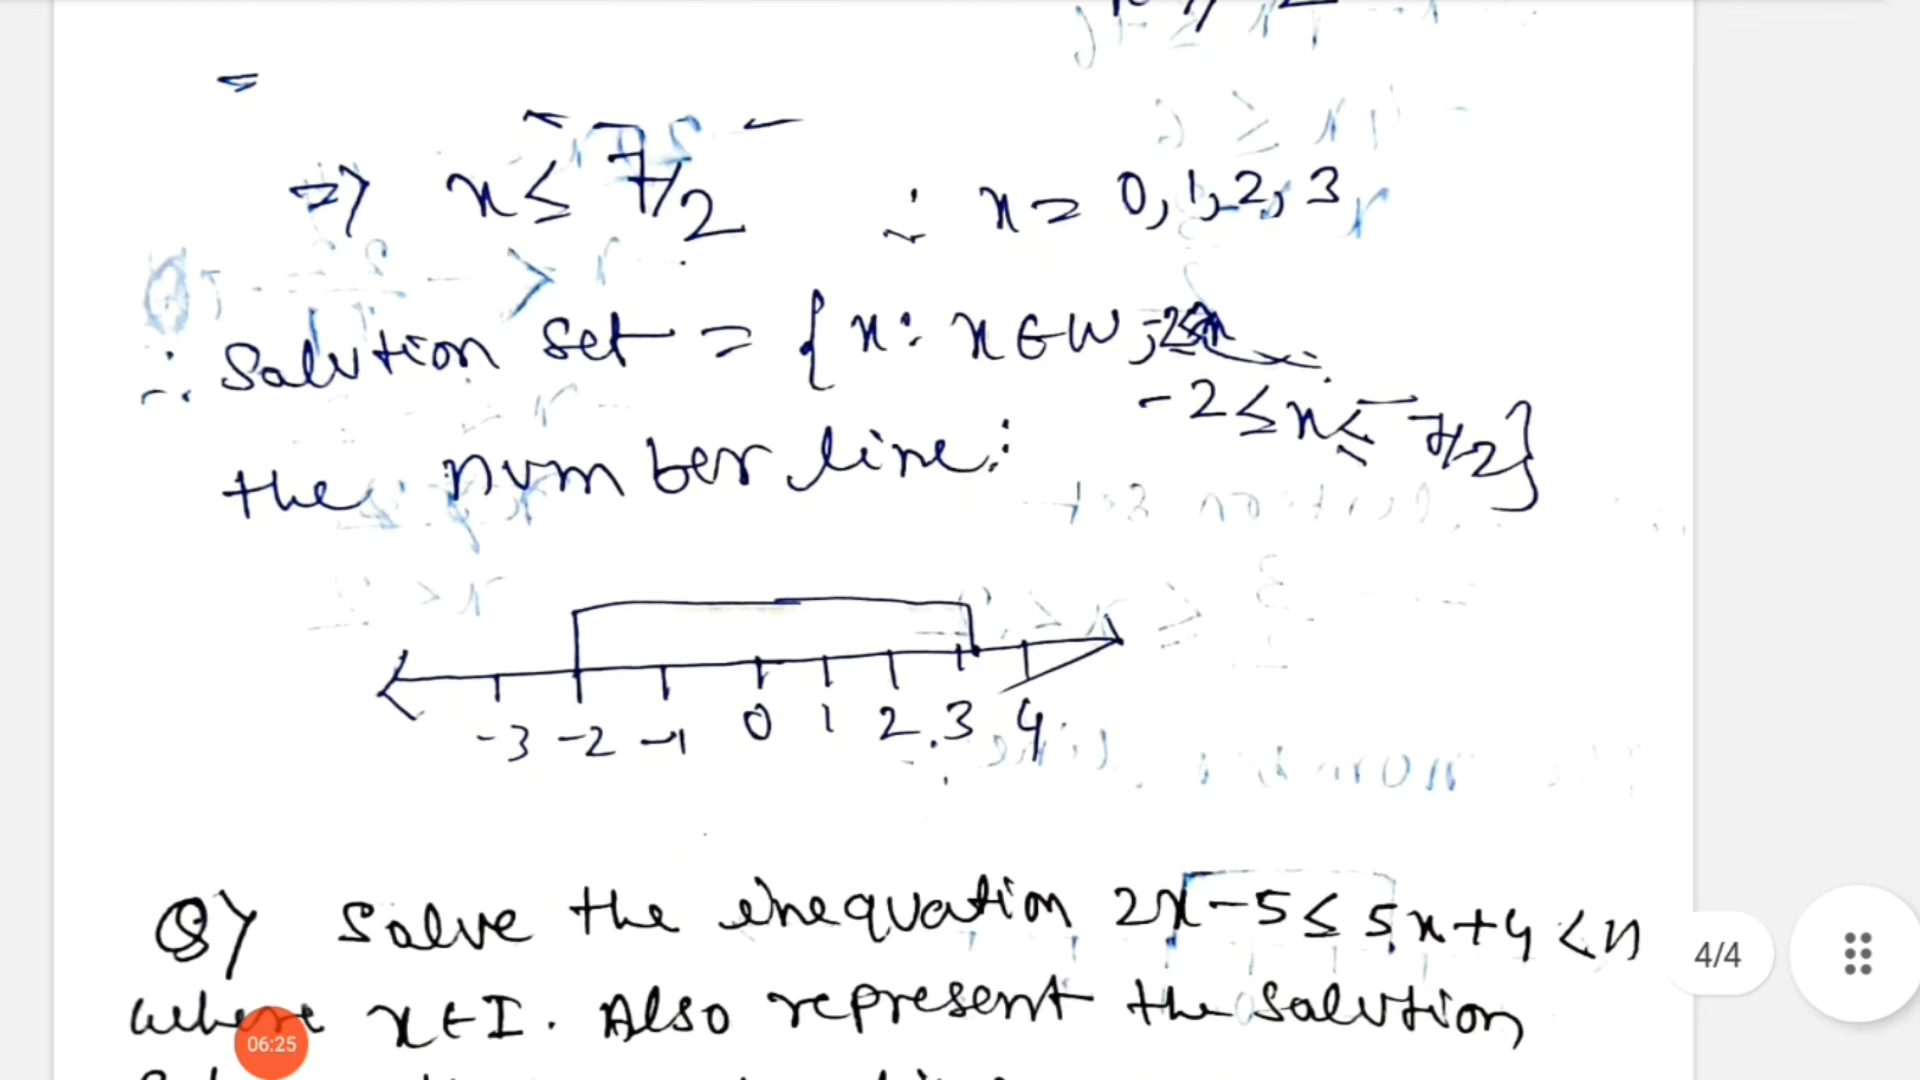 => x ≤ 7/2 ∴ x = 0, 1, 2, 3
∴ Solution set = { x : x ∈ W ;
-2 ≤ x ≤ 7/2 }
the number line :
-3 -2 -1 0 1 2 3 4
Q) Solve the inequation 2x-5 ≤ 5x+4 < 11
4/4
where x ∈ I. Also represent the solution
06:25